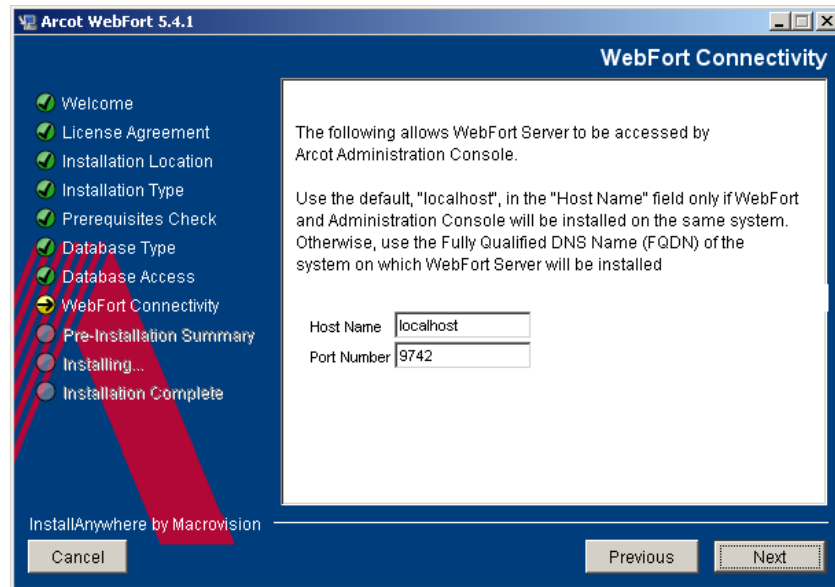 Arcot WebFort 5.4.1
WebFort Connectivity
Welcome
License Agreement
Installation Location
Installation Type
Prerequisites Check
Database Type
Database Access
WebFort Connectivity
Pre-Installation Summary
Installing...
Installation Complete
The following allows WebFort Server to be accessed by
Arcot Administration Console.
Use the default, "localhost", in the "Host Name" field only if WebFort
and Administration Console will be installed on the same system.
Otherwise, use the Fully Qualified DNS Name (FQDN) of the
system on which WebFort Server will be installed
Host Name localhost
Port Number 9742
InstallAnywhere by Macrovision
Cancel Previous Next